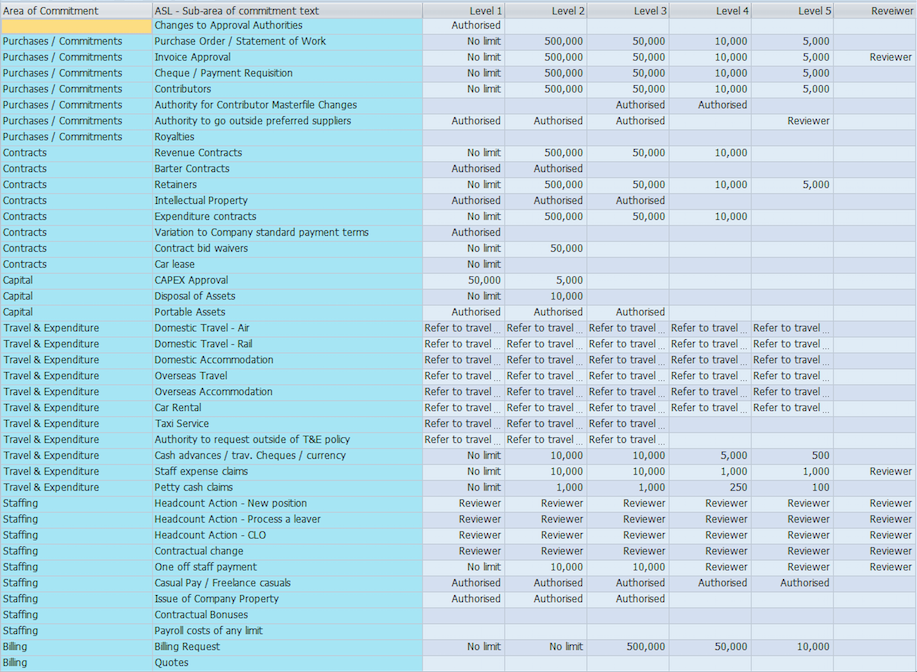 Area of Commitment ASL - Sub-area of commitment text Level 1 Level 2 Level 3 Level 4 Level 5 Reveiwer
Changes to Approval Authorities Authorised
Purchases / Commitments Purchase Order / Statement of Work No limit 500,000 50,000 10,000 5,000
Purchases / Commitments Invoice Approval No limit 500,000 50,000 10,000 5,000 Reviewer
Purchases / Commitments Cheque / Payment Requisition No limit 500,000 50,000 10,000 5,000
Purchases / Commitments Contributors No limit 500,000 50,000 10,000 5,000
Purchases / Commitments Authority for Contributor Masterfile Changes Authorised Authorised
Purchases / Commitments Authority to go outside preferred suppliers Authorised Authorised Authorised Reviewer
Purchases / Commitments Royalties
Contracts Revenue Contracts No limit 500,000 50,000 10,000
Contracts Barter Contracts Authorised Authorised
Contracts Retainers No limit 500,000 50,000 10,000 5,000
Contracts Intellectual Property Authorised Authorised Authorised
Contracts Expenditure contracts No limit 500,000 50,000 10,000
Contracts Variation to Company standard payment terms Authorised
Contracts Contract bid waivers No limit 50,000
Contracts Car lease No limit
Capital CAPEX Approval 50,000 5,000
Capital Disposal of Assets No limit 10,000
Capital Portable Assets Authorised Authorised Authorised
Travel & Expenditure Domestic Travel - Air Refer to travel ... Refer to travel ... Refer to travel ... Refer to travel ... Refer to travel ...
Travel & Expenditure Domestic Travel - Rail Refer to travel ... Refer to travel ... Refer to travel ... Refer to travel ... Refer to travel ...
Travel & Expenditure Domestic Accommodation Refer to travel ... Refer to travel ... Refer to travel ... Refer to travel ... Refer to travel ...
Travel & Expenditure Overseas Travel Refer to travel ... Refer to travel ... Refer to travel ... Refer to travel ... Refer to travel ...
Travel & Expenditure Overseas Accommodation Refer to travel ... Refer to travel ... Refer to travel ... Refer to travel ... Refer to travel ...
Travel & Expenditure Car Rental Refer to travel ... Refer to travel ... Refer to travel ... Refer to travel ... Refer to travel ...
Travel & Expenditure Taxi Service Refer to travel ... Refer to travel ... Refer to travel ...
Travel & Expenditure Authority to request outside of T&E policy Refer to travel ... Refer to travel ... Refer to travel ...
Travel & Expenditure Cash advances / trav. Cheques / currency No limit 10,000 10,000 5,000 500
Travel & Expenditure Staff expense claims No limit 10,000 10,000 1,000 1,000 Reviewer
Travel & Expenditure Petty cash claims No limit 1,000 1,000 250 100
Staffing Headcount Action - New position Reviewer Reviewer Reviewer Reviewer Reviewer Reviewer
Staffing Headcount Action - Process a leaver Reviewer Reviewer Reviewer Reviewer Reviewer Reviewer
Staffing Headcount Action - CLO Reviewer Reviewer Reviewer Reviewer Reviewer Reviewer
Staffing Contractual change Reviewer Reviewer Reviewer Reviewer Reviewer Reviewer
Staffing One off staff payment No limit 10,000 10,000 Reviewer Reviewer Reviewer
Staffing Casual Pay / Freelance casuals Authorised Authorised Authorised Authorised Authorised
Staffing Issue of Company Property Authorised Authorised Authorised
Staffing Contractual Bonuses
Staffing Payroll costs of any limit
Billing Billing Request No limit No limit 500,000 50,000 10,000
Billing Quotes